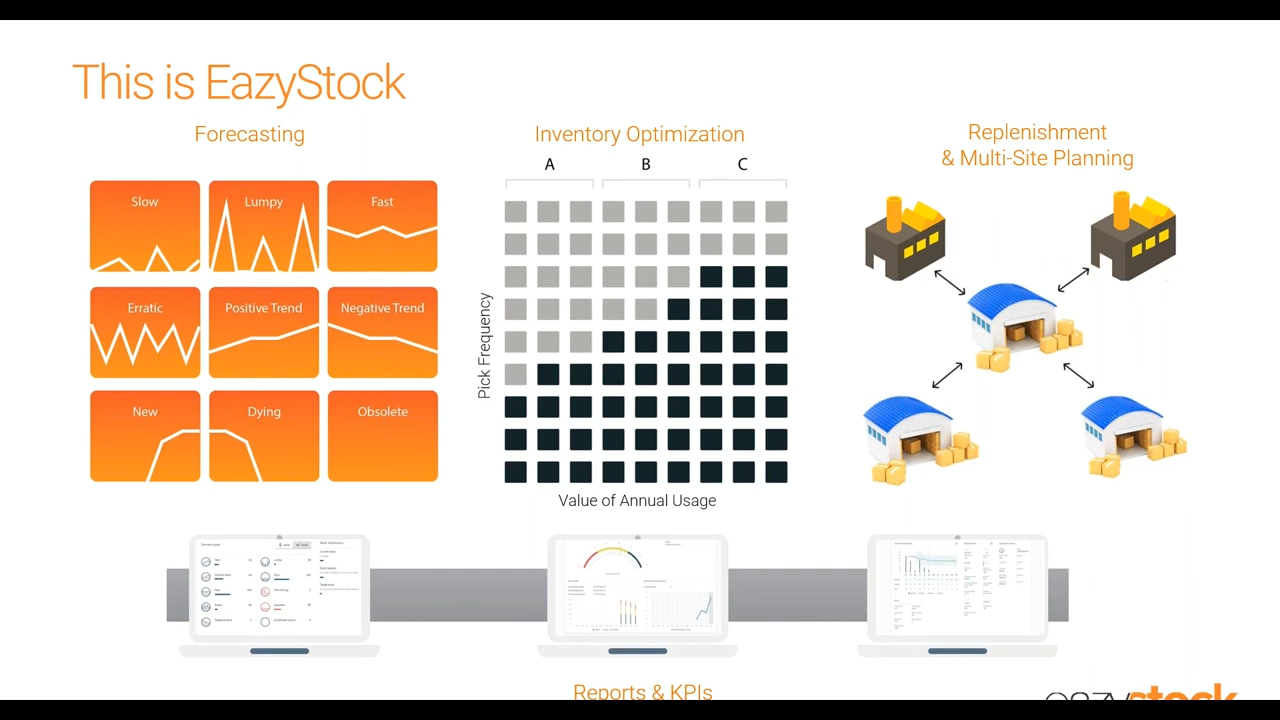 This is EazyStock
Forecasting
Slow
Lumpy
Fast
Erratic
Positive Trend
Negative Trend
New
Dying
Obsolete
Inventory Optimization
A
B
C
Pick Frequency
Value of Annual Usage
Replenishment
& Multi-Site Planning
Reports & KPIs
eazystock